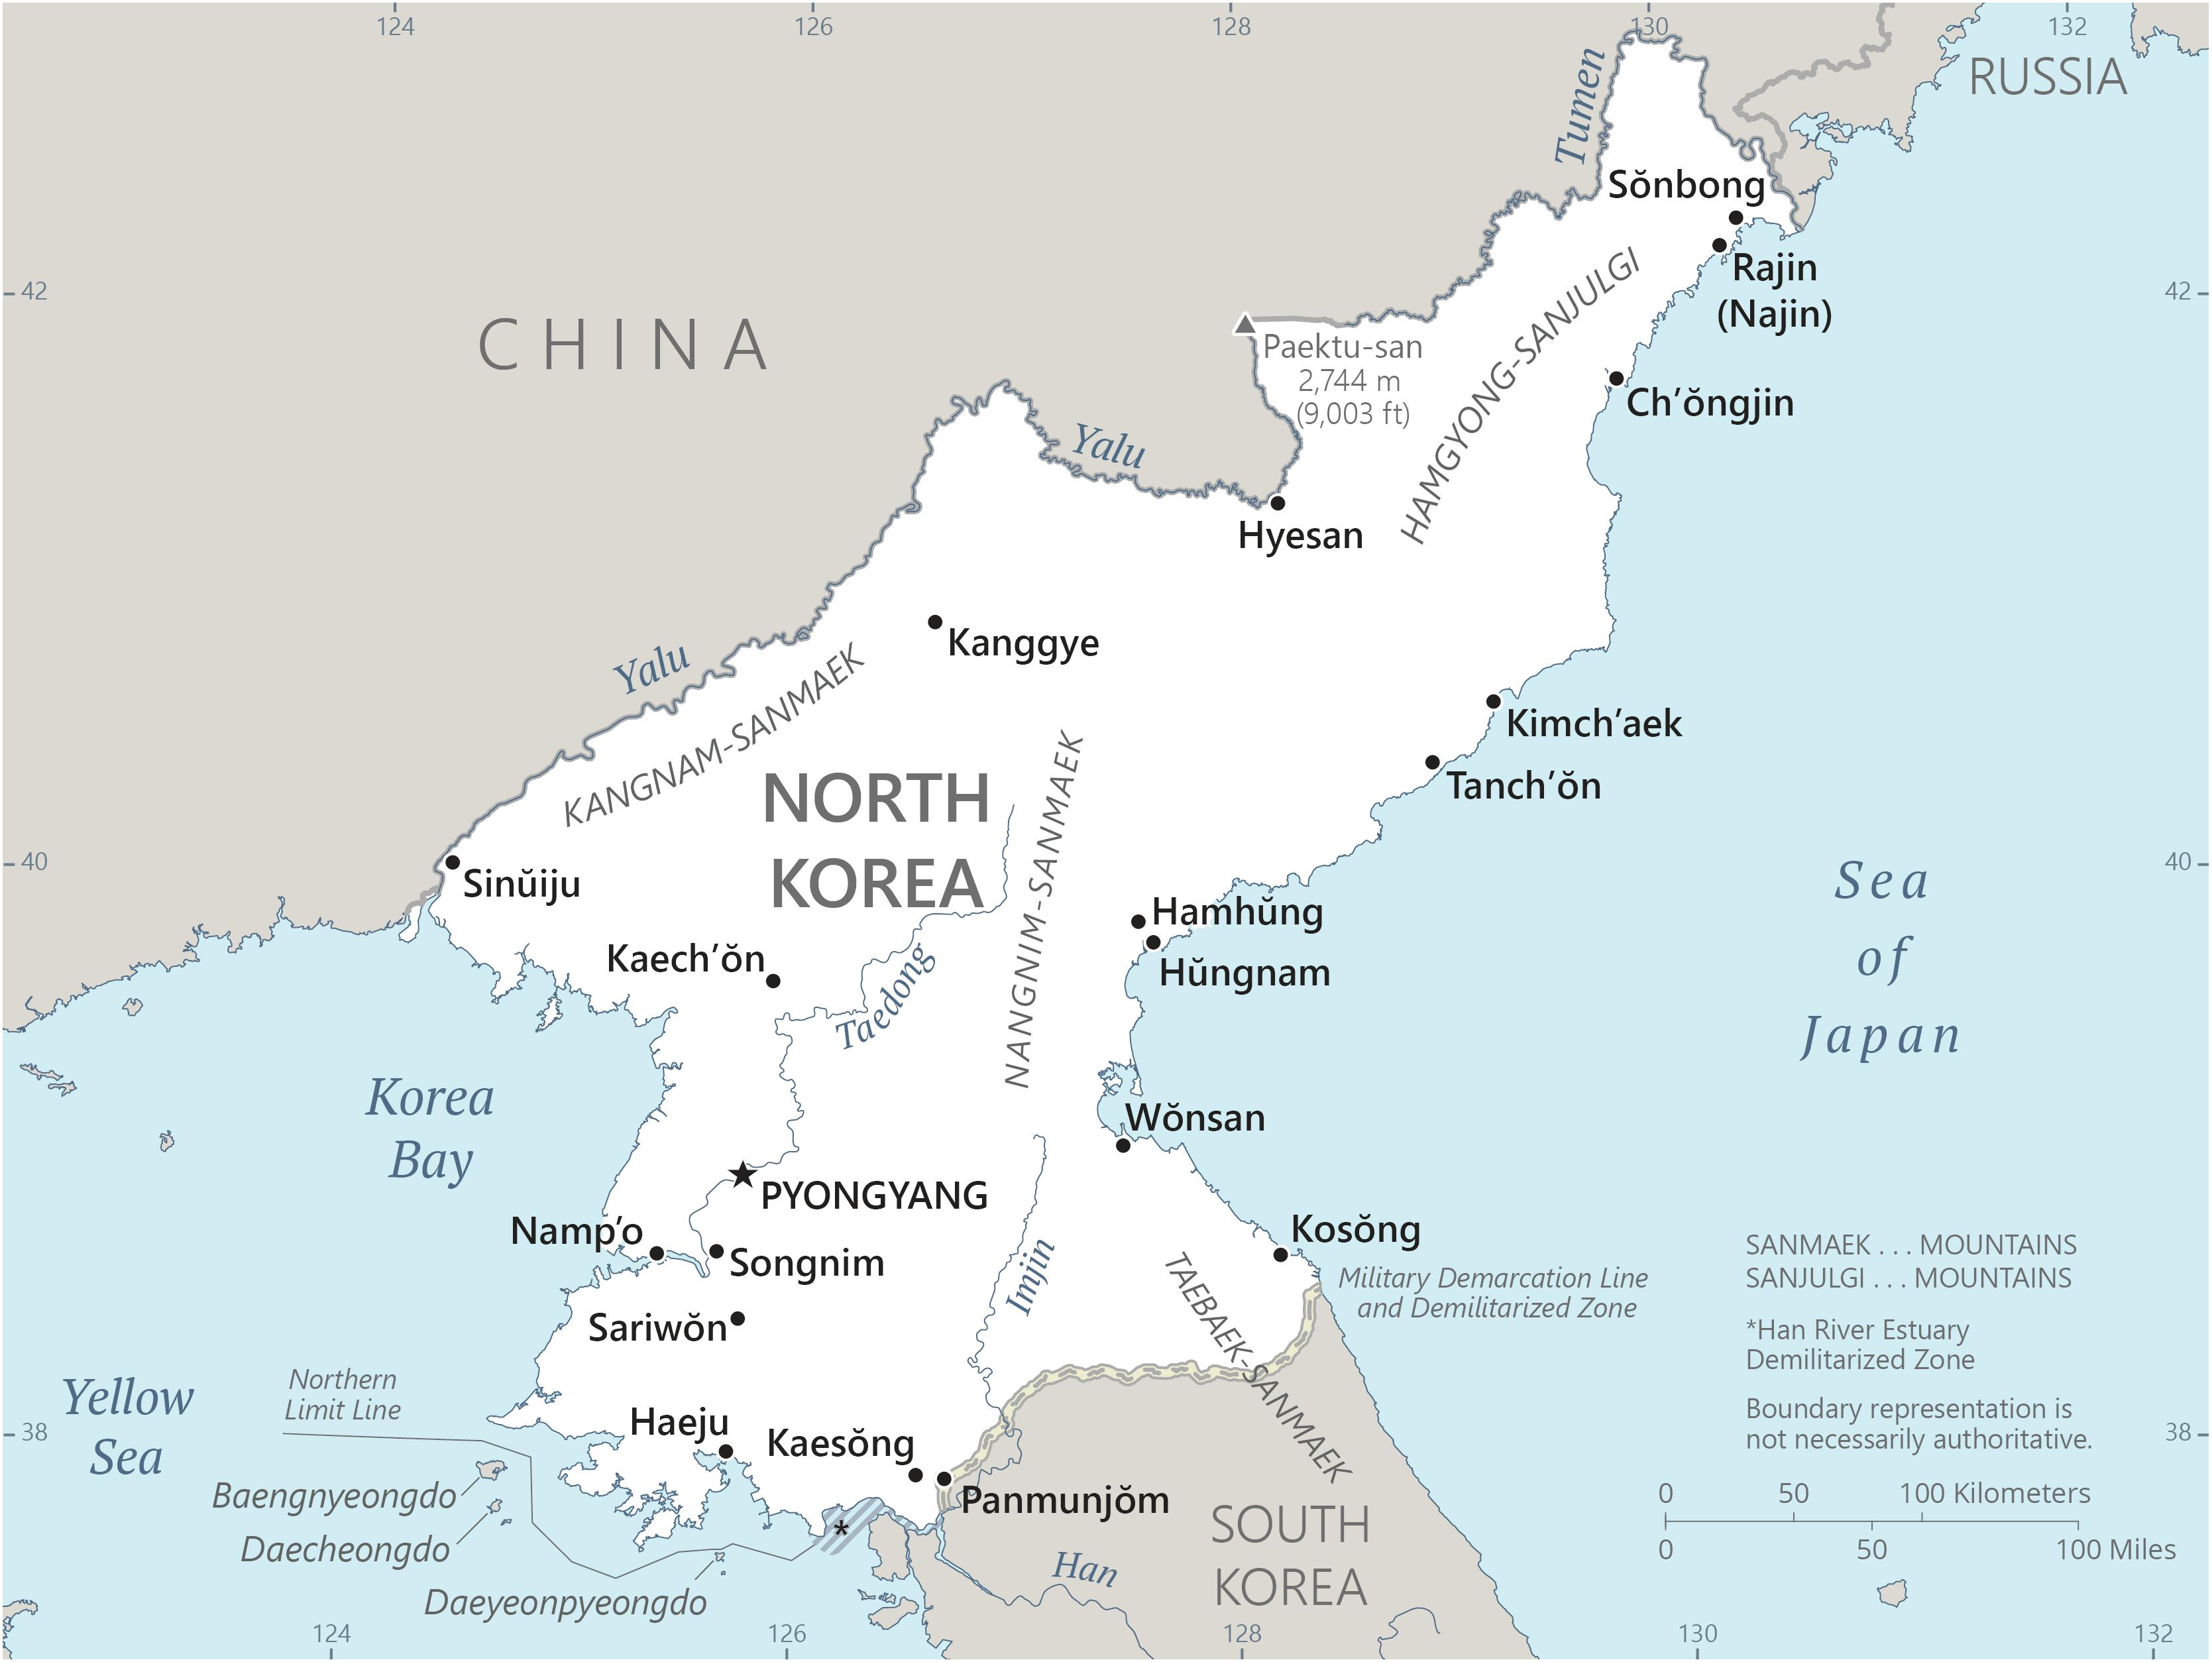 124
126
128
130
132
RUSSIA
Tumen
Sŏnbong
Rajin
(Najin)
42
42
CHINA
HAMGYONG-SANJULGI
Paektu-san
2,744 m
(9,003 ft)
Ch’ŏngjin
Yalu
Hyesan
Kanggye
Yalu
KANGNAM-SANMAEK
Kimch’aek
Tanch’ŏn
NORTH
KOREA
NANGNIM-SANMAEK
40
40
Sinŭiju
Sea
of
Japan
Hamhŭng
Hŭngnam
Kaech’ŏn
Taedong
Korea
Bay
Wŏnsan
PYONGYANG
Namp’o
Songnim
Kosŏng
Imjin
Military Demarcation Line
and Demilitarized Zone
TAEBAEK-SANMAEK
SANMAEK . . . MOUNTAINS
SANJULGI . . . MOUNTAINS
Sariwŏn
*Han River Estuary
Demilitarized Zone
Yellow
Sea
Northern
Limit Line
Boundary representation is
not necessarily authoritative.
38
38
Haeju
Kaesŏng
Panmunjŏm
Baengnyeongdo
Daecheongdo
Daeyeonpyeongdo
*
SOUTH
KOREA
Han
0 50 100 Kilometers
0 50 100 Miles
124
126
128
130
132